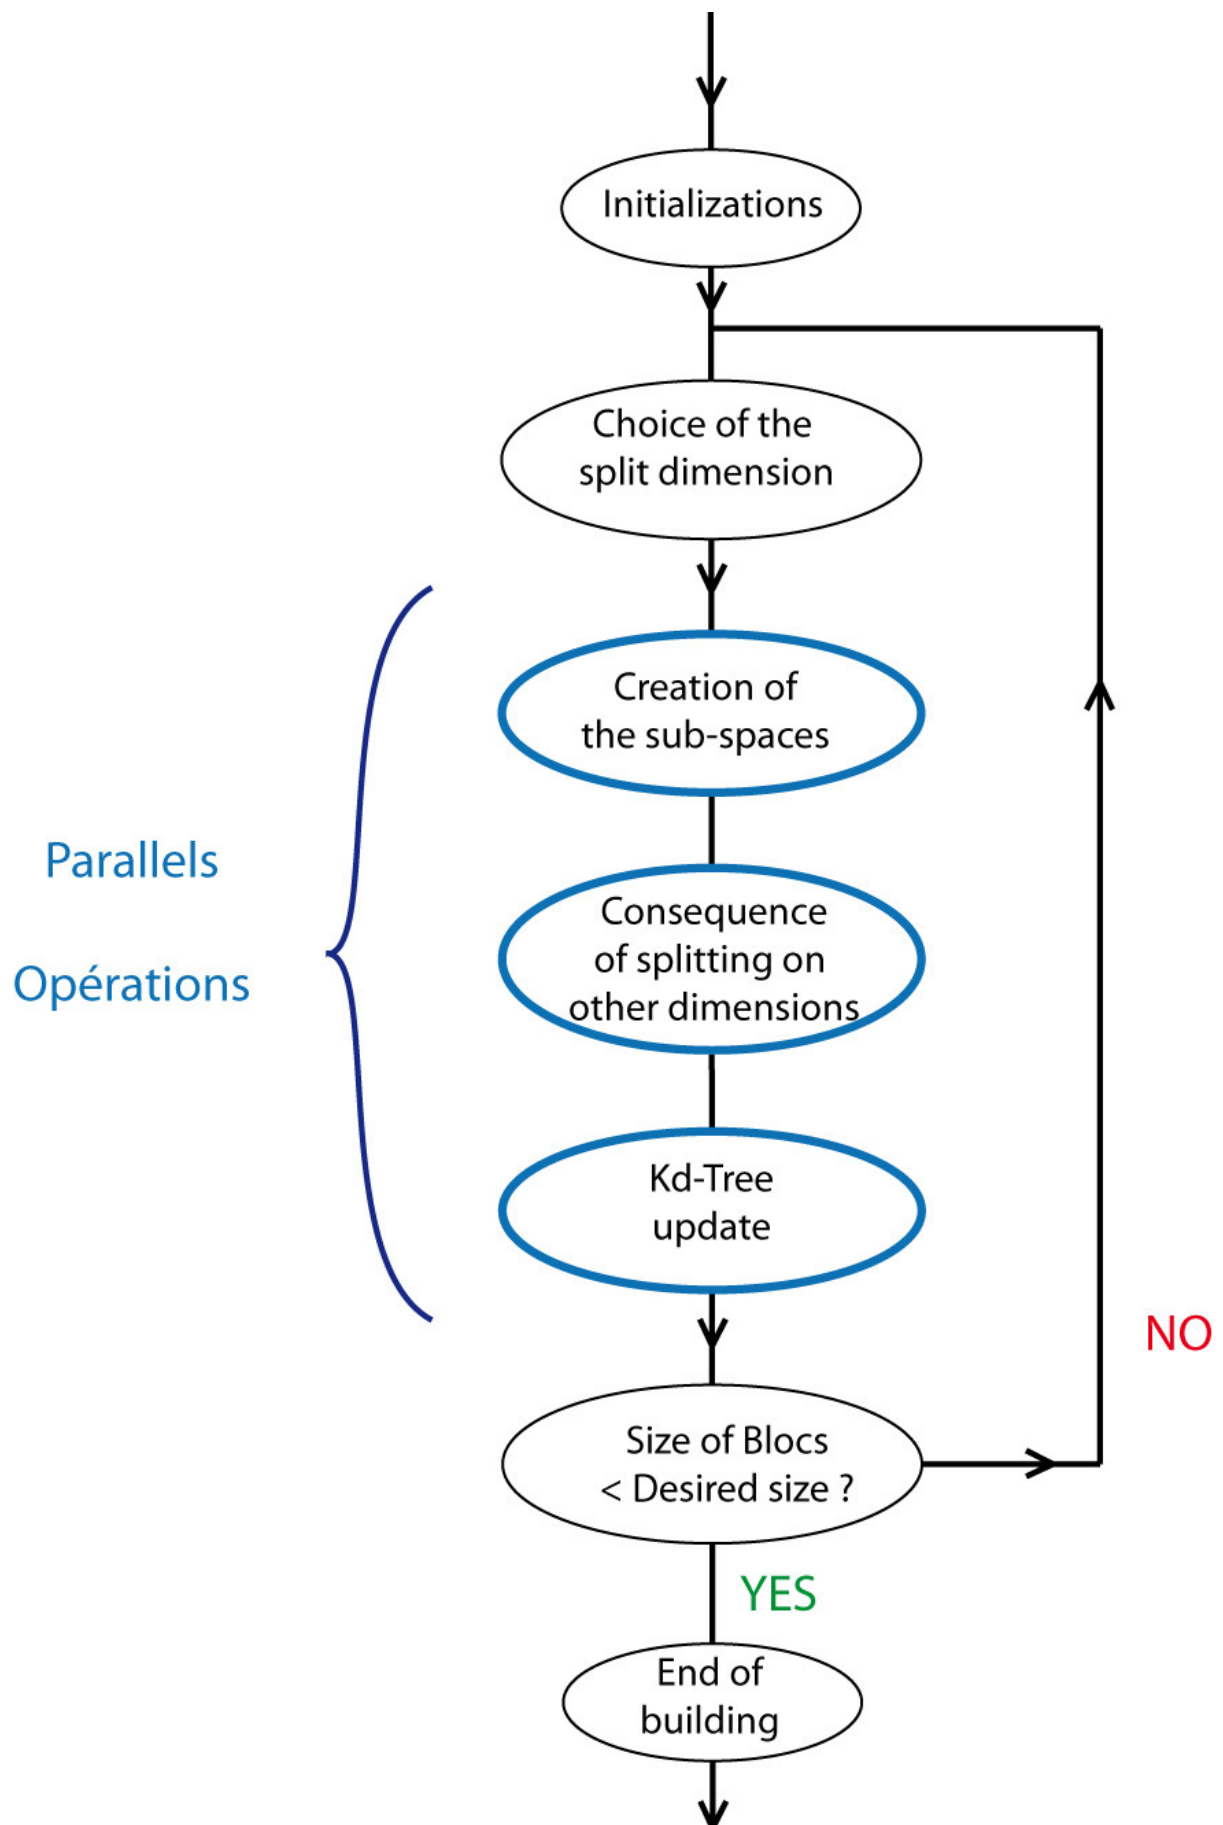 Initializations
Choice of the
split dimension
Creation of
the sub-spaces
Parallels
Opérations
Consequence
of splitting on
other dimensions
Kd-Tree
update
NO
Size of Blocs
< Desired size ?
YES
End of
building